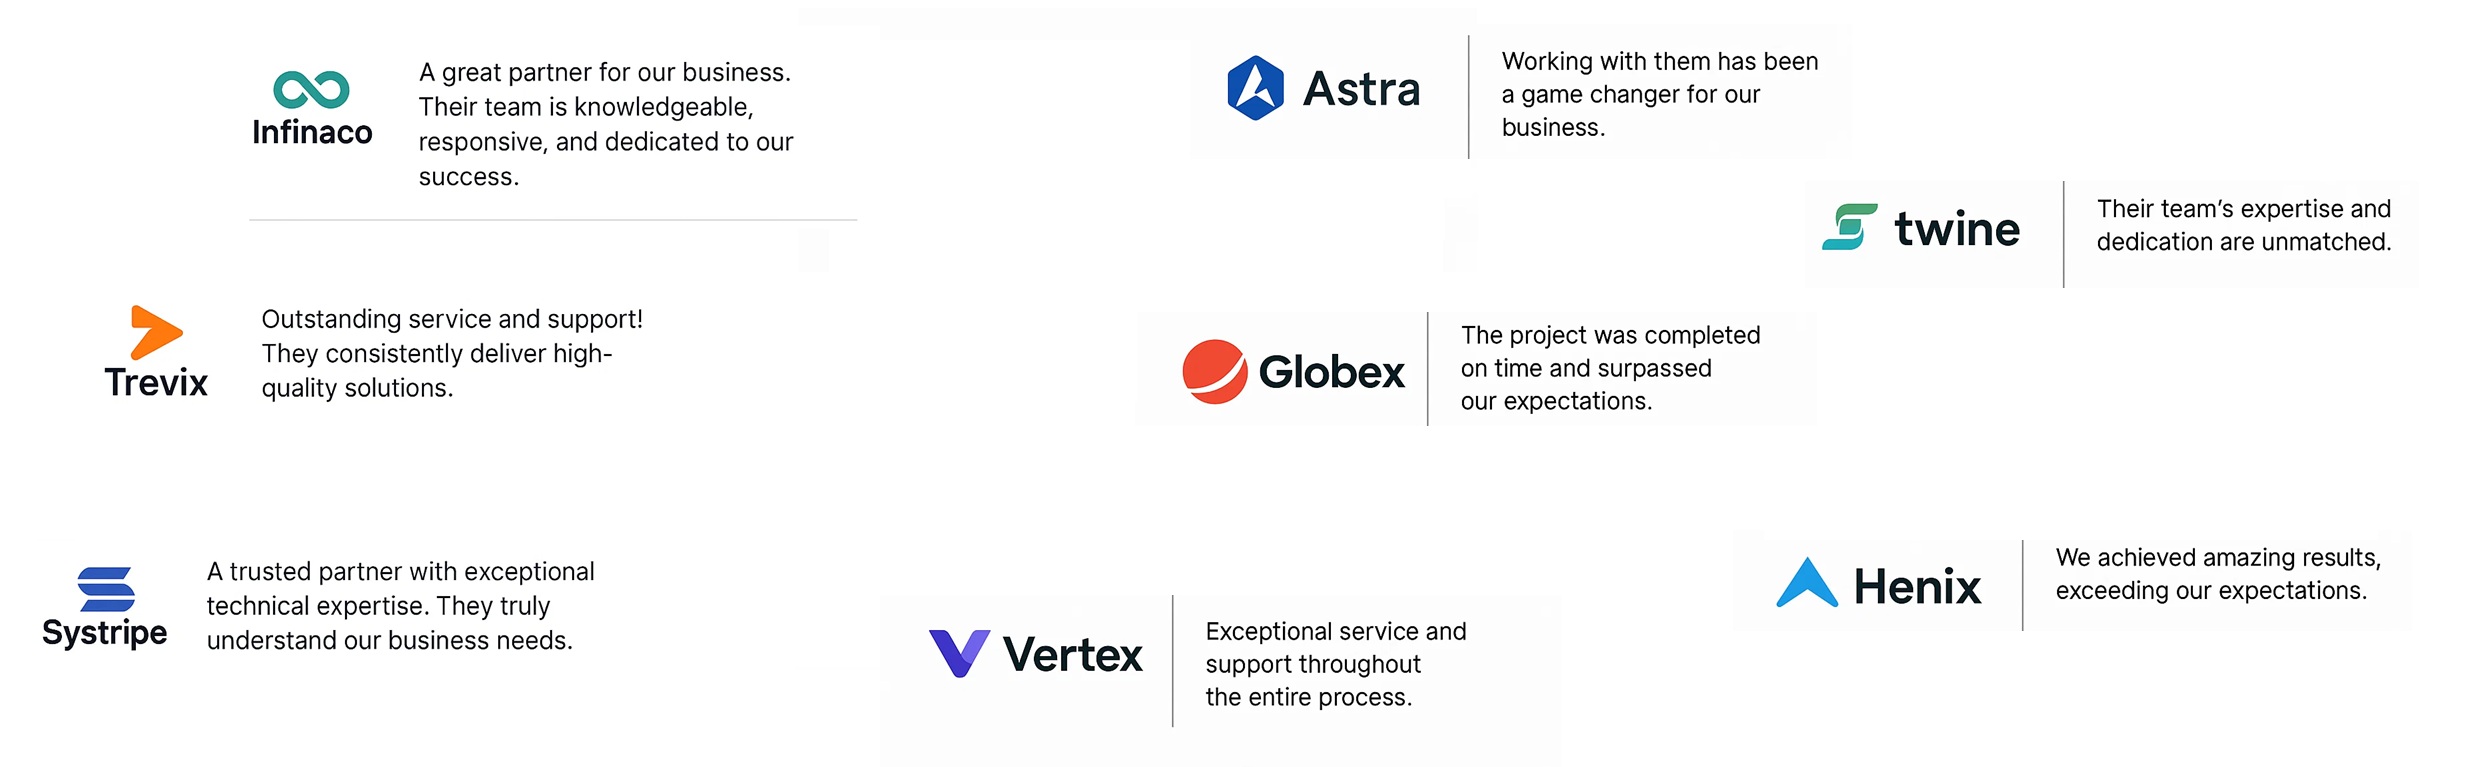 Infinaco
A great partner for our business.
Their team is knowledgeable,
responsive, and dedicated to our
success.
Astra
Working with them has been
a game changer for our
business.
twine
Their team’s expertise and
dedication are unmatched.
Trevix
Outstanding service and support!
They consistently deliver high-
quality solutions.
Globex
The project was completed
on time and surpassed
our expectations.
Systripe
A trusted partner with exceptional
technical expertise. They truly
understand our business needs.
Vertex
Exceptional service and
support throughout
the entire process.
Henix
We achieved amazing results,
exceeding our expectations.